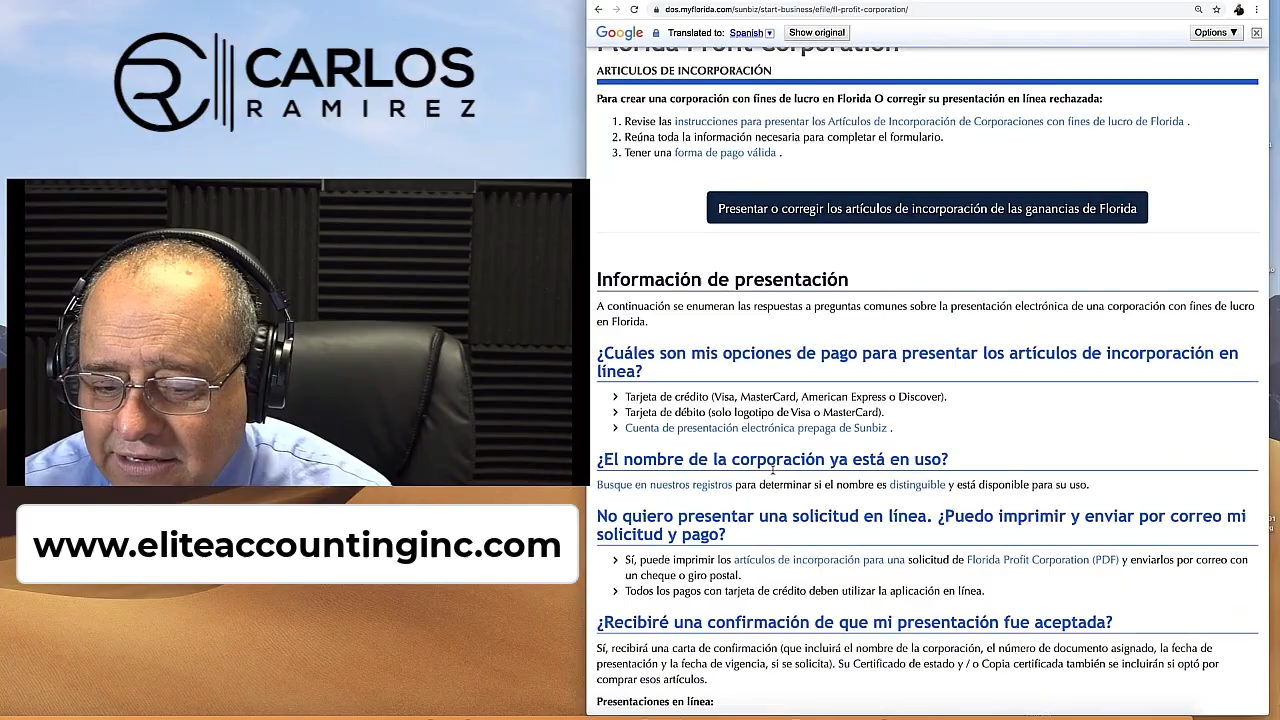 CARLOS
RAMIREZ
www.eliteaccountinginc.com
dos.myflorida.com/sunbiz/start-business/efile/fl-profit-corporation/
Google Translated to: Spanish Show original Options ▼
Florida Profit Corporation
ARTICULOS DE INCORPORACIÓN
Para crear una corporación con fines de lucro en Florida O corregir su presentación en línea rechazada:
1. Revise las instrucciones para presentar los Artículos de Incorporación de Corporaciones con fines de lucro de Florida .
2. Reúna toda la información necesaria para completar el formulario.
3. Tener una forma de pago válida .
Presentar o corregir los artículos de incorporación de las ganancias de Florida
Información de presentación
A continuación se enumeran las respuestas a preguntas comunes sobre la presentación electrónica de una corporación con fines de lucro
en Florida.
¿Cuáles son mis opciones de pago para presentar los artículos de incorporación en
línea?
Tarjeta de crédito (Visa, MasterCard, American Express o Discover).
Tarjeta de débito (solo logotipo de Visa o MasterCard).
Cuenta de presentación electrónica prepaga de Sunbiz .
¿El nombre de la corporación ya está en uso?
Busque en nuestros registros para determinar si el nombre es distinguible y está disponible para su uso.
No quiero presentar una solicitud en línea. ¿Puedo imprimir y enviar por correo mi
solicitud y pago?
Sí, puede imprimir los artículos de incorporación para una solicitud de Florida Profit Corporation (PDF) y enviarlos por correo con
un cheque o giro postal.
Todos los pagos con tarjeta de crédito deben utilizar la aplicación en línea.
¿Recibiré una confirmación de que mi presentación fue aceptada?
Sí, recibirá una carta de confirmación (que incluirá el nombre de la corporación, el número de documento asignado, la fecha de
presentación y la fecha de vigencia, si se solicita). Su Certificado de estado y / o Copia certificada también se incluirán si optó por
comprar esos artículos.
Presentaciones en línea: